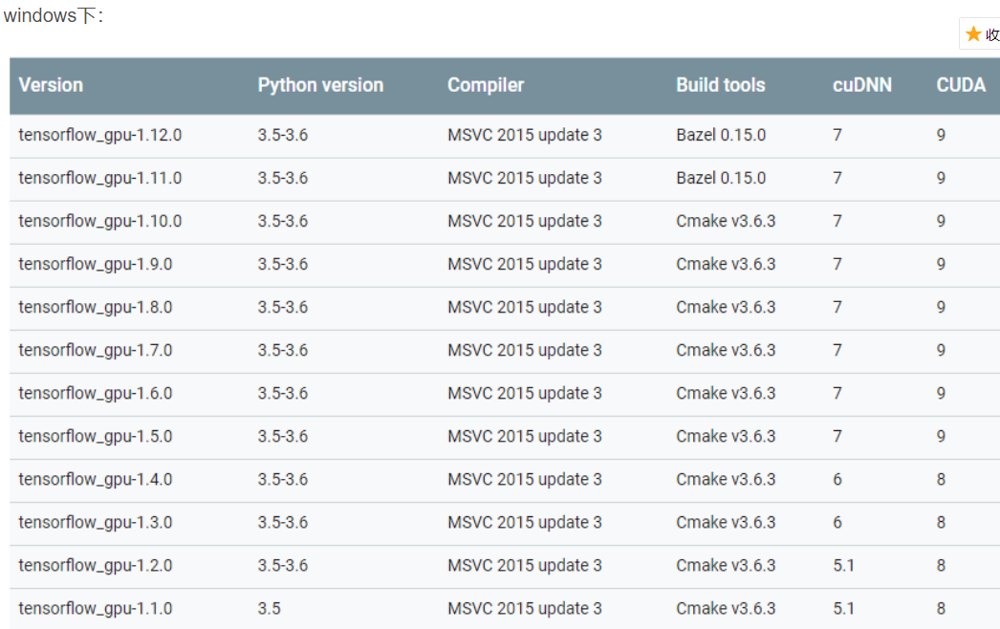 windows下:
收
Version Python version Compiler Build tools cuDNN CUDA
tensorflow_gpu-1.12.0 3.5-3.6 MSVC 2015 update 3 Bazel 0.15.0 7 9
tensorflow_gpu-1.11.0 3.5-3.6 MSVC 2015 update 3 Bazel 0.15.0 7 9
tensorflow_gpu-1.10.0 3.5-3.6 MSVC 2015 update 3 Cmake v3.6.3 7 9
tensorflow_gpu-1.9.0 3.5-3.6 MSVC 2015 update 3 Cmake v3.6.3 7 9
tensorflow_gpu-1.8.0 3.5-3.6 MSVC 2015 update 3 Cmake v3.6.3 7 9
tensorflow_gpu-1.7.0 3.5-3.6 MSVC 2015 update 3 Cmake v3.6.3 7 9
tensorflow_gpu-1.6.0 3.5-3.6 MSVC 2015 update 3 Cmake v3.6.3 7 9
tensorflow_gpu-1.5.0 3.5-3.6 MSVC 2015 update 3 Cmake v3.6.3 7 9
tensorflow_gpu-1.4.0 3.5-3.6 MSVC 2015 update 3 Cmake v3.6.3 6 8
tensorflow_gpu-1.3.0 3.5-3.6 MSVC 2015 update 3 Cmake v3.6.3 6 8
tensorflow_gpu-1.2.0 3.5-3.6 MSVC 2015 update 3 Cmake v3.6.3 5.1 8
tensorflow_gpu-1.1.0 3.5 MSVC 2015 update 3 Cmake v3.6.3 5.1 8